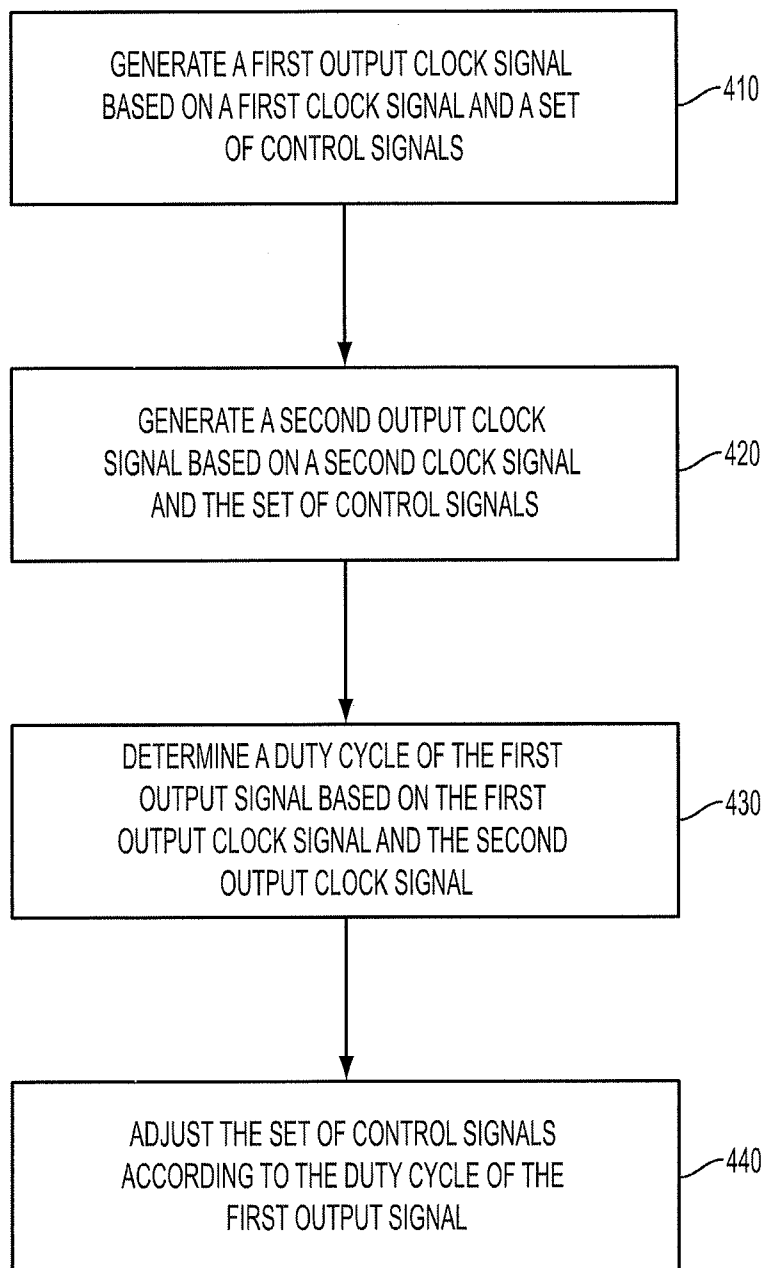 GENERATE A FIRST OUTPUT CLOCK SIGNAL
BASED ON A FIRST CLOCK SIGNAL AND A SET
OF CONTROL SIGNALS
410
GENERATE A SECOND OUTPUT CLOCK
SIGNAL BASED ON A SECOND CLOCK SIGNAL
AND THE SET OF CONTROL SIGNALS
420
DETERMINE A DUTY CYCLE OF THE FIRST
OUTPUT SIGNAL BASED ON THE FIRST
OUTPUT CLOCK SIGNAL AND THE SECOND
OUTPUT CLOCK SIGNAL
430
ADJUST THE SET OF CONTROL SIGNALS
ACCORDING TO THE DUTY CYCLE OF THE
FIRST OUTPUT SIGNAL
440